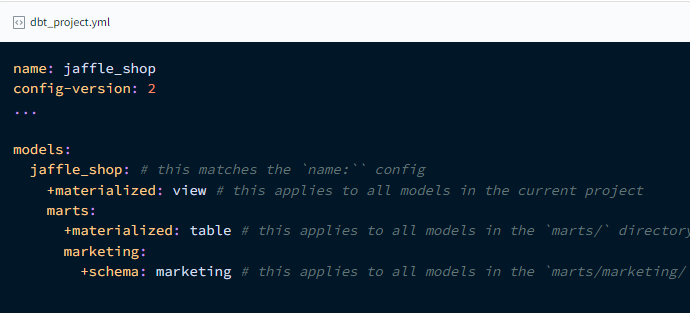 dbt_project.yml
name: jaffle_shop
config-version: 2
...
models:
jaffle_shop: # this matches the `name:`` config
+materialized: view # this applies to all models in the current project
marts:
+materialized: table # this applies to all models in the `marts/` directory
marketing:
+schema: marketing # this applies to all models in the `marts/marketing/